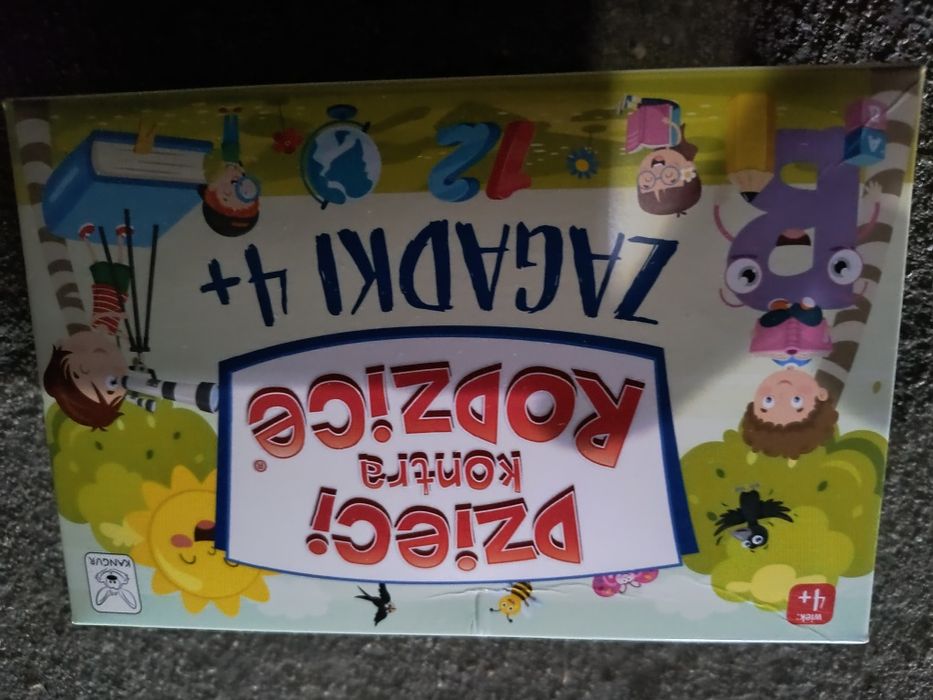 wiek:
4+
KANGUR
Dzieci
kontra
RODZice®
ZAGADKI 4+
12
B
A